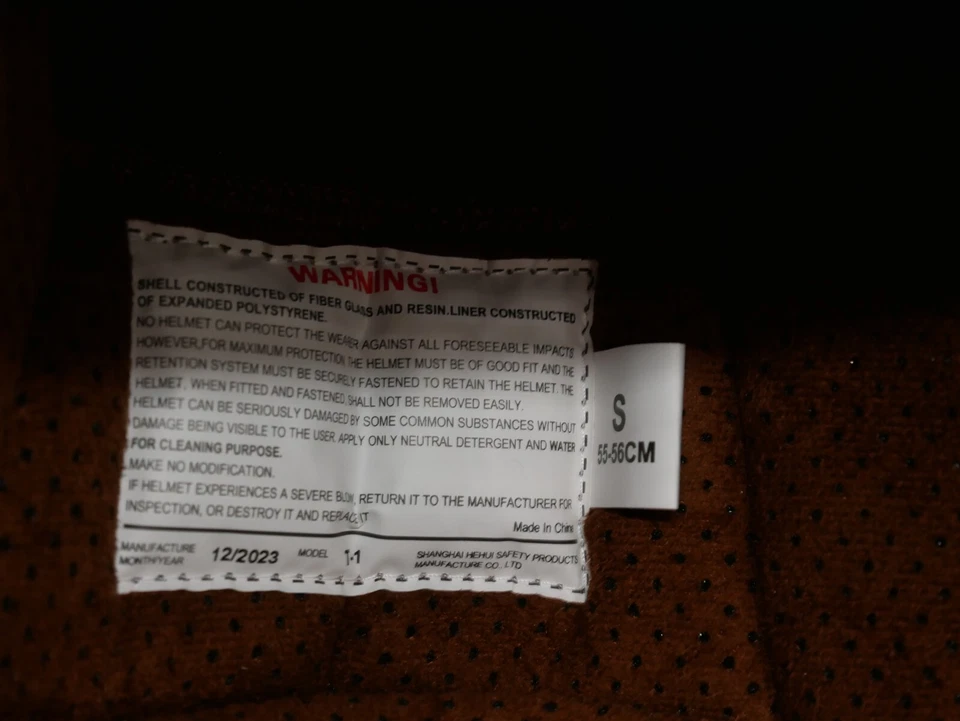 WARNING!
SHELL CONSTRUCTED OF FIBER GLASS AND RESIN.LINER CONSTRUCTED
OF EXPANDED POLYSTYRENE.
NO HELMET CAN PROTECT THE WEARER AGAINST ALL FORESEEABLE IMPACTS
HOWEVER,FOR MAXIMUM PROTECTION, THE HELMET MUST BE OF GOOD FIT AND THE
RETENTION SYSTEM MUST BE SECURELY FASTENED TO RETAIN THE HELMET. THE
HELMET, WHEN FITTED AND FASTENED, SHALL NOT BE REMOVED EASILY.
HELMET CAN BE SERIOUSLY DAMAGED BY SOME COMMON SUBSTANCES WITHOUT
DAMAGE BEING VISIBLE TO THE USER. APPLY ONLY NEUTRAL DETERGENT AND WATER
FOR CLEANING PURPOSE.
MAKE NO MODIFICATION.
IF HELMET EXPERIENCES A SEVERE BLOW, RETURN IT TO THE MANUFACTURER FOR
INSPECTION, OR DESTROY IT AND REPLACE IT
Made In China
MANUFACTURE
MONTH/YEAR
12/2023
MODEL
1-1
SHANGHAI HEHUI SAFETY PRODUCTS
MANUFACTURE CO., LTD
S
55-56CM